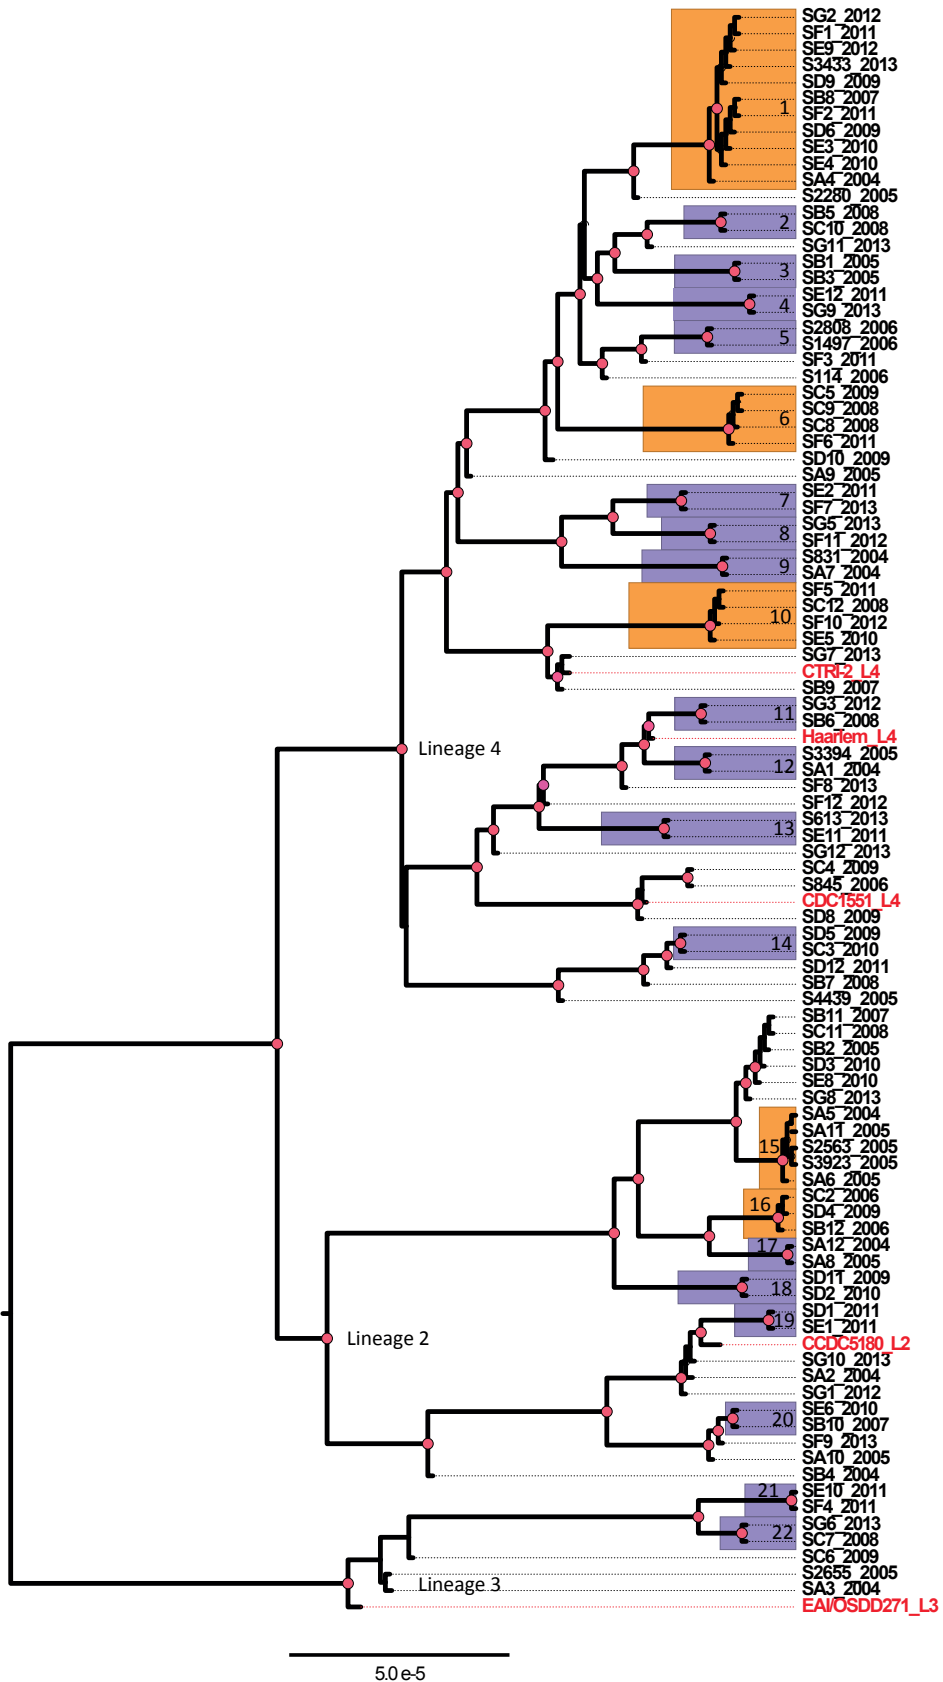 SG2_2012
SF1_2011
SE9_2012
S3433_2013
SD9_2009
SB8_2007
1
SF2_2011
SD6_2009
SE3_2010
SE4_2010
SA4_2004
S2280_2005
SB5_2008
2
SC10_2008
SG11_2013
SB1_2005
3
SB3_2005
SE12_2011
4
SG9_2013
S2808_2006
5
S1497_2006
SF3_2011
S114_2006
SC5_2009
SC9_2008
6
SC8_2008
SF6_2011
SD10_2009
SA9_2005
SE2_2011
7
SF7_2013
SG5_2013
8
SF11_2012
S831_2004
9
SA7_2004
SF5_2011
SC12_2008
10
SF10_2012
SE5_2010
SG7_2013
CTRI-2_L4
SB9_2007
SG3_2012
11
SB6_2008
Haarlem_L4
Lineage 4
S3394_2005
12
SA1_2004
SF8_2013
SF12_2012
S613_2013
13
SE11_2011
SG12_2013
SC4_2009
S845_2006
CDC1551_L4
SD8_2009
SD5_2009
14
SC3_2010
SD12_2011
SB7_2008
S4439_2005
SB11_2007
SC11_2008
SB2_2005
SD3_2010
SE8_2010
SG8_2013
SA5_2004
SA11_2005
15
S2563_2005
S3923_2005
SA6_2005
SC2_2006
16
SD4_2009
SB12_2006
17
SA12_2004
SA8_2005
SD11_2009
18
SD2_2010
SD1_2011
19
SE1_2011
Lineage 2
CCDC5180_L2
SG10_2013
SA2_2004
SG1_2012
SE6_2010
20
SB10_2007
SF9_2013
SA10_2005
SB4_2004
21
SE10_2011
SF4_2011
SG6_2013
22
SC7_2008
SC6_2009
S2655_2005
Lineage 3
SA3_2004
EAI/OSDD271_L3
5.0 e-5